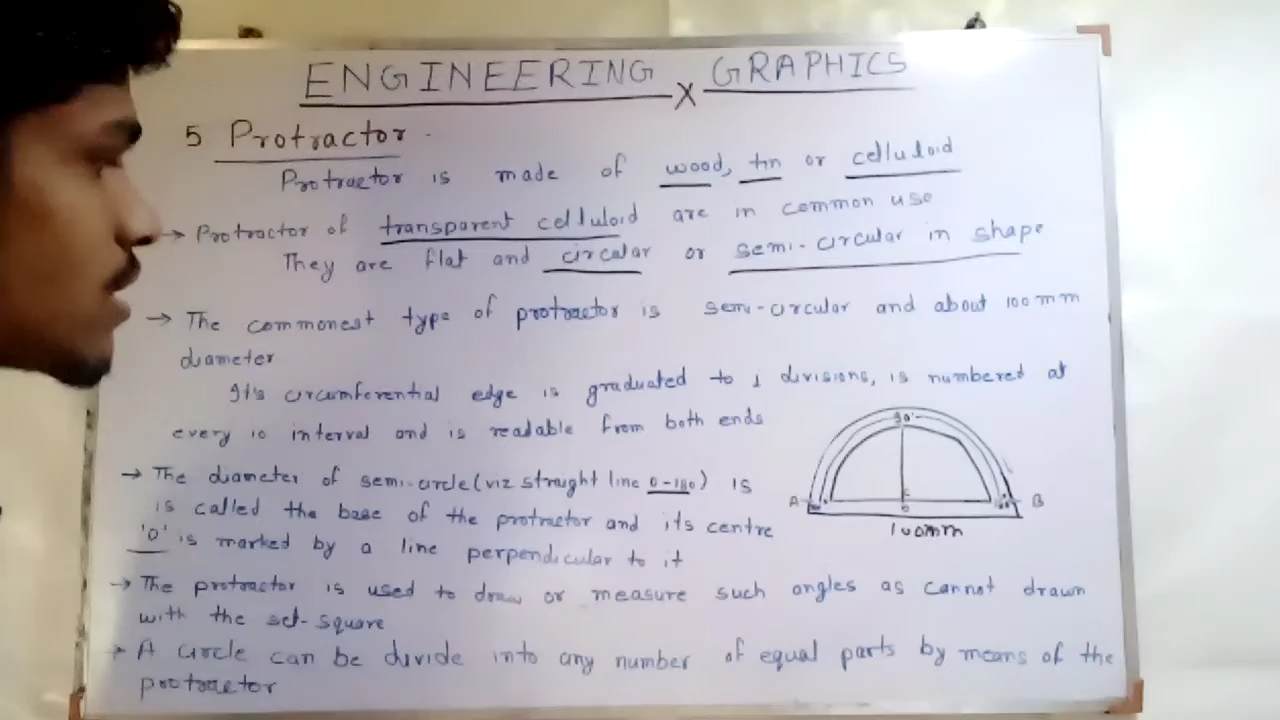 ENGINEERING x GRAPHICS
5 Protractor
Protractor is made of wood, tin or celluloid
→ Protractor of transparent celluloid are in common use
They are flat and circular or semi-circular in shape
→ The commonest type of protractor is semi-circular and about 100mm
diameter
It's circumferential edge is graduated to 1 divisions, is numbered at
every 10 interval and is readable from both ends
→ The diameter of semi-circle (viz straight line 0-180) is
is called the base of the protractor and its centre
'O' is marked by a line perpendicular to it
→ The protractor is used to draw or measure such angles as cannot drawn
with the set-square
→ A circle can be divide into any number of equal parts by means of the
protractor
90°
A
B
100mm